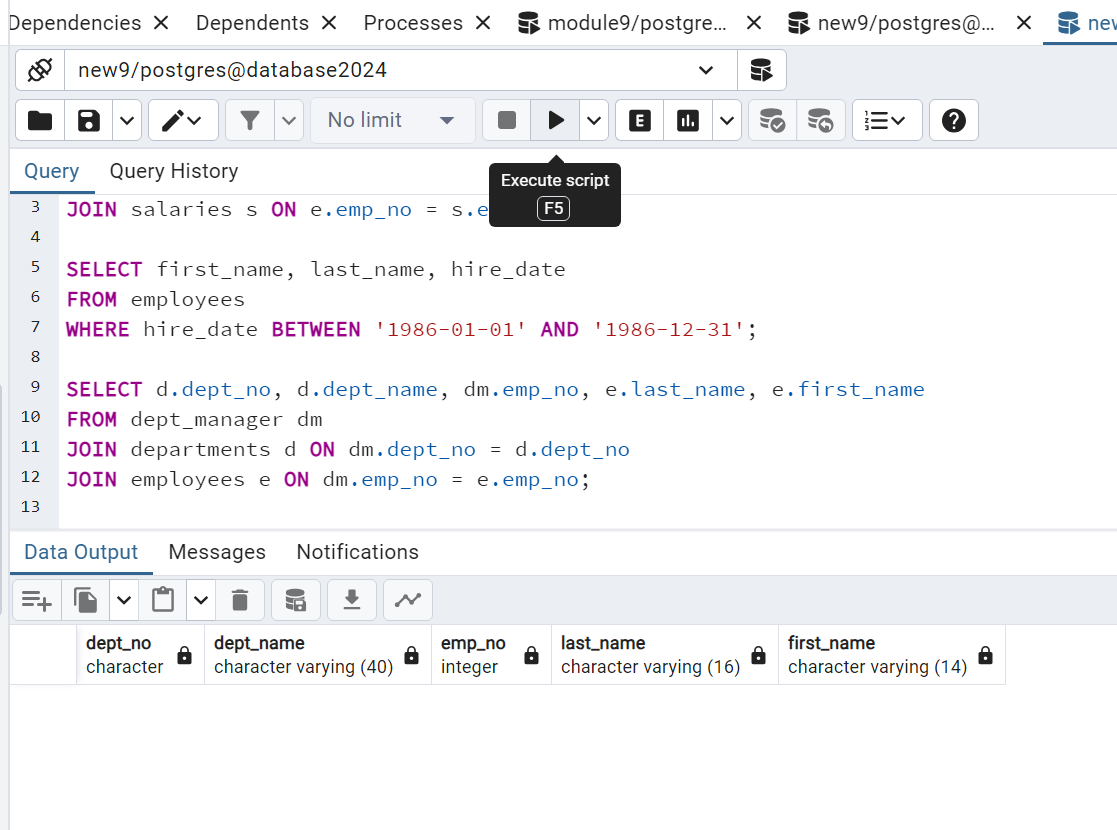 Dependencies Dependents Processes module9/postgre... new9/postgres@...
new9/postgres@database2024
No limit E
Query Query History
Execute script
F5
3 JOIN salaries s ON e.emp_no = s.e
4
5 SELECT first_name, last_name, hire_date
6 FROM employees
7 WHERE hire_date BETWEEN '1986-01-01' AND '1986-12-31';
8
9 SELECT d.dept_no, d.dept_name, dm.emp_no, e.last_name, e.first_name
10 FROM dept_manager dm
11 JOIN departments d ON dm.dept_no = d.dept_no
12 JOIN employees e ON dm.emp_no = e.emp_no;
13
Data Output Messages Notifications
dept_no dept_name emp_no last_name first_name
character character varying (40) integer character varying (16) character varying (14)